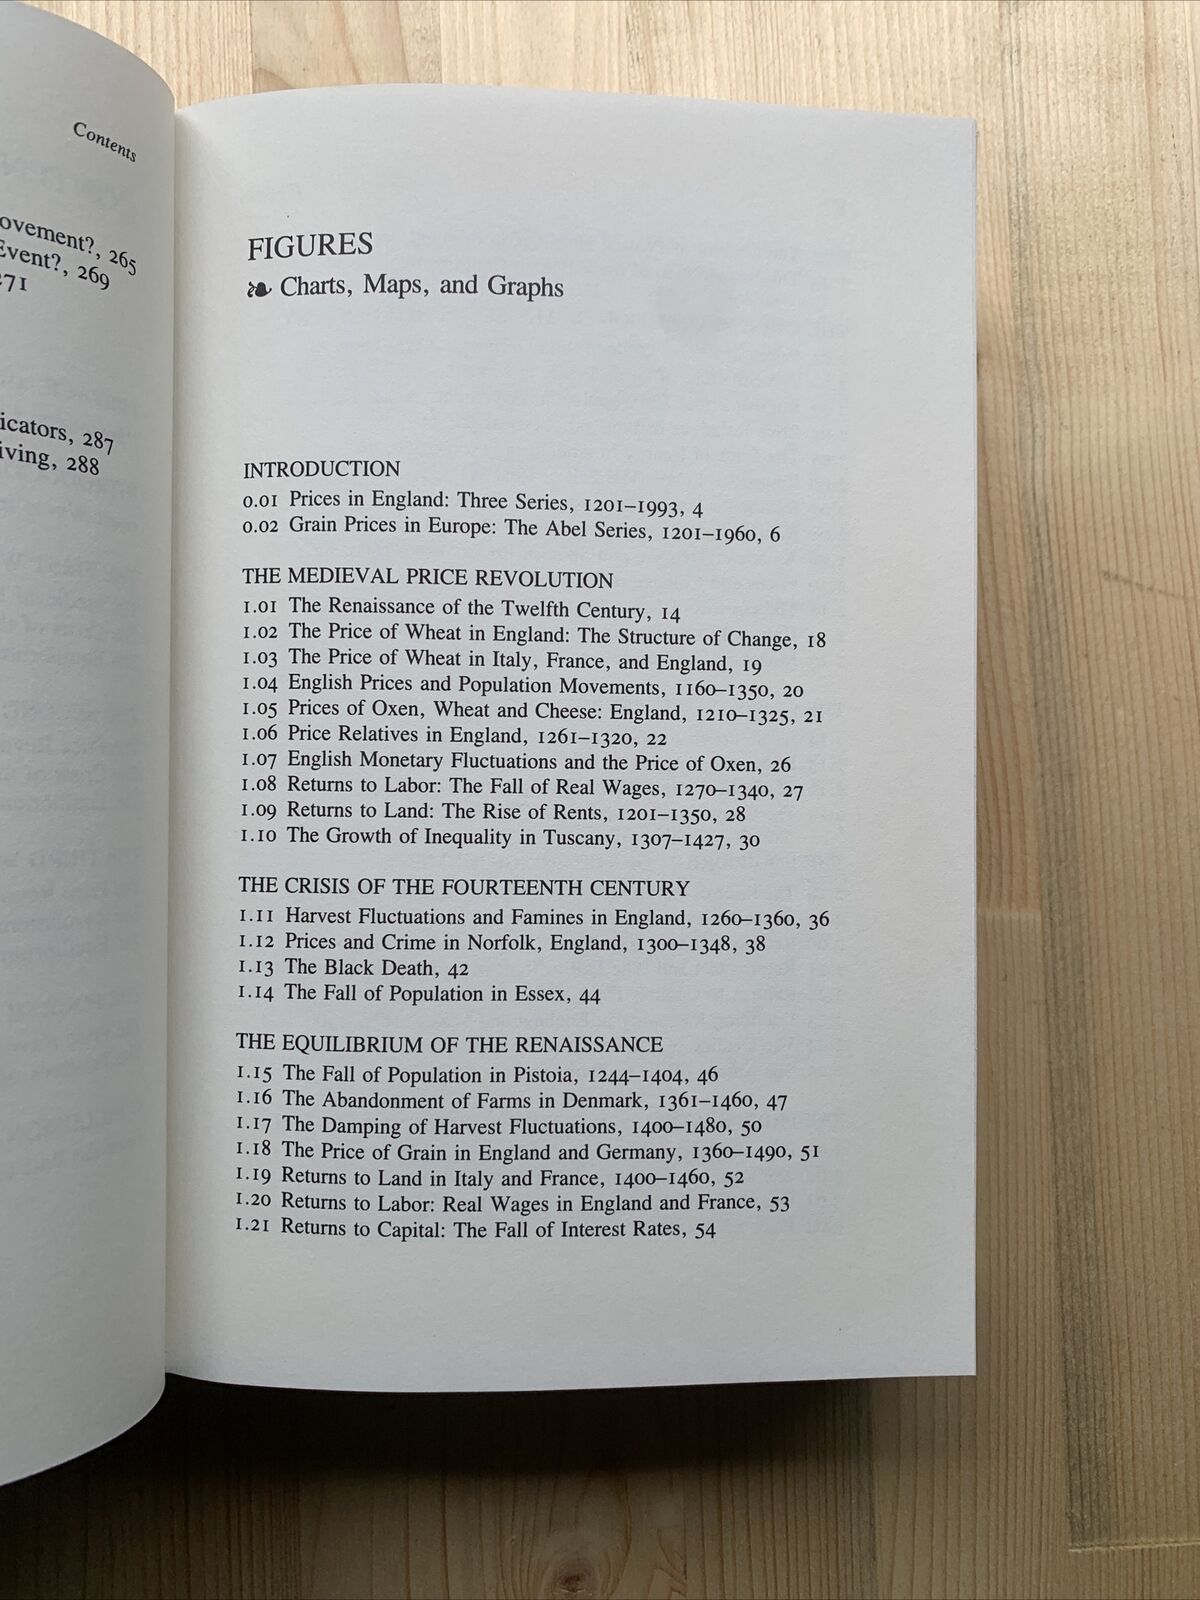 Contents
ovement?, 265
Event?, 269
271
icators, 287
iving, 288
FIGURES
❧ Charts, Maps, and Graphs
INTRODUCTION
0.01 Prices in England: Three Series, 1201–1993, 4
0.02 Grain Prices in Europe: The Abel Series, 1201–1960, 6
THE MEDIEVAL PRICE REVOLUTION
1.01 The Renaissance of the Twelfth Century, 14
1.02 The Price of Wheat in England: The Structure of Change, 18
1.03 The Price of Wheat in Italy, France, and England, 19
1.04 English Prices and Population Movements, 1160–1350, 20
1.05 Prices of Oxen, Wheat and Cheese: England, 1210–1325, 21
1.06 Price Relatives in England, 1261–1320, 22
1.07 English Monetary Fluctuations and the Price of Oxen, 26
1.08 Returns to Labor: The Fall of Real Wages, 1270–1340, 27
1.09 Returns to Land: The Rise of Rents, 1201–1350, 28
1.10 The Growth of Inequality in Tuscany, 1307–1427, 30
THE CRISIS OF THE FOURTEENTH CENTURY
1.11 Harvest Fluctuations and Famines in England, 1260–1360, 36
1.12 Prices and Crime in Norfolk, England, 1300–1348, 38
1.13 The Black Death, 42
1.14 The Fall of Population in Essex, 44
THE EQUILIBRIUM OF THE RENAISSANCE
1.15 The Fall of Population in Pistoia, 1244–1404, 46
1.16 The Abandonment of Farms in Denmark, 1361–1460, 47
1.17 The Damping of Harvest Fluctuations, 1400–1480, 50
1.18 The Price of Grain in England and Germany, 1360–1490, 51
1.19 Returns to Land in Italy and France, 1400–1460, 52
1.20 Returns to Labor: Real Wages in England and France, 53
1.21 Returns to Capital: The Fall of Interest Rates, 54